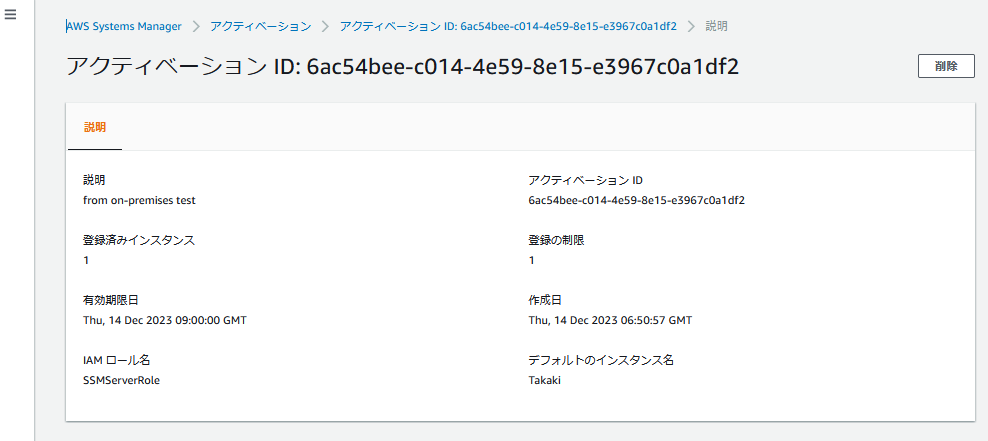 AWS Systems Manager > アクティベーション > アクティベーション ID: 6ac54bee-c014-4e59-8e15-e3967c0a1df2 > 説明
アクティベーション ID: 6ac54bee-c014-4e59-8e15-e3967c0a1df2
削除
説明
説明
from on-premises test
アクティベーション ID
6ac54bee-c014-4e59-8e15-e3967c0a1df2
登録済みインスタンス
1
登録の制限
1
有効期限日
Thu, 14 Dec 2023 09:00:00 GMT
作成日
Thu, 14 Dec 2023 06:50:57 GMT
IAM ロール名
SSMServerRole
デフォルトのインスタンス名
Takaki